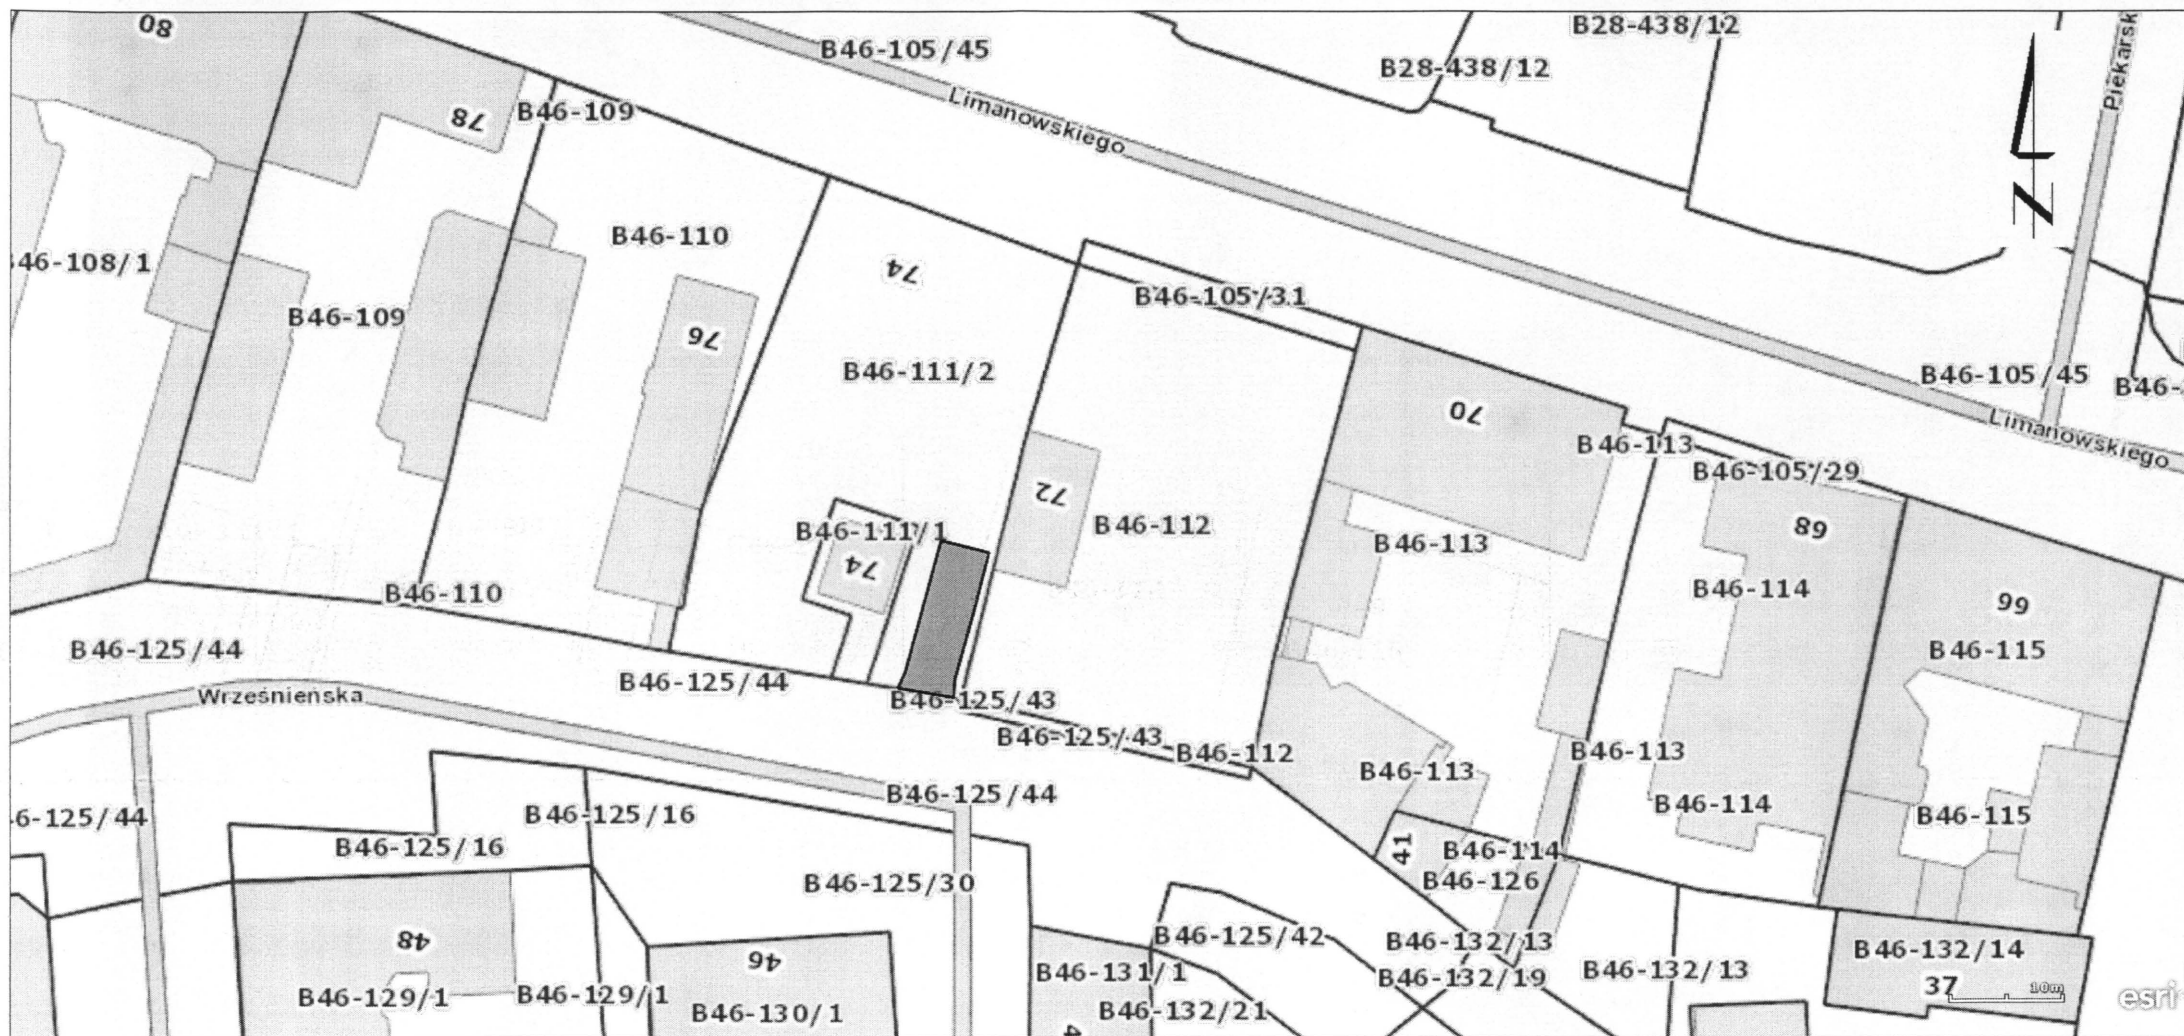 80
B46-105/45
B28-438/12
B28-438/12
Piekarsk
Limanowskiego
78
B46-109
N
B46-110
46-108/1
74
B46-109
B46-105/31
76
B46-111/2
B46-105/45
B46-
70
Limanowskiego
B46-113
B46-105/29
72
B46-112
B46-111/1
74
B46-113
68
B46-114
66
B46-115
B46-110
B46-125/44
B46-125/44
Wrześnieńska
B46-125/43
B46-125/43
B46-112
B46-113
B46-113
B46-125/44
B46-114
B46-115
6-125/44
B46-125/16
B46-125/16
41
B46-114
B46-126
B46-125/30
48
46
B46-125/42
B46-132/13
B46-132/14
B46-131/1
B46-132/19
B46-132/13
37
10m
esri
B46-129/1
B46-129/1
B46-130/1
B46-132/21